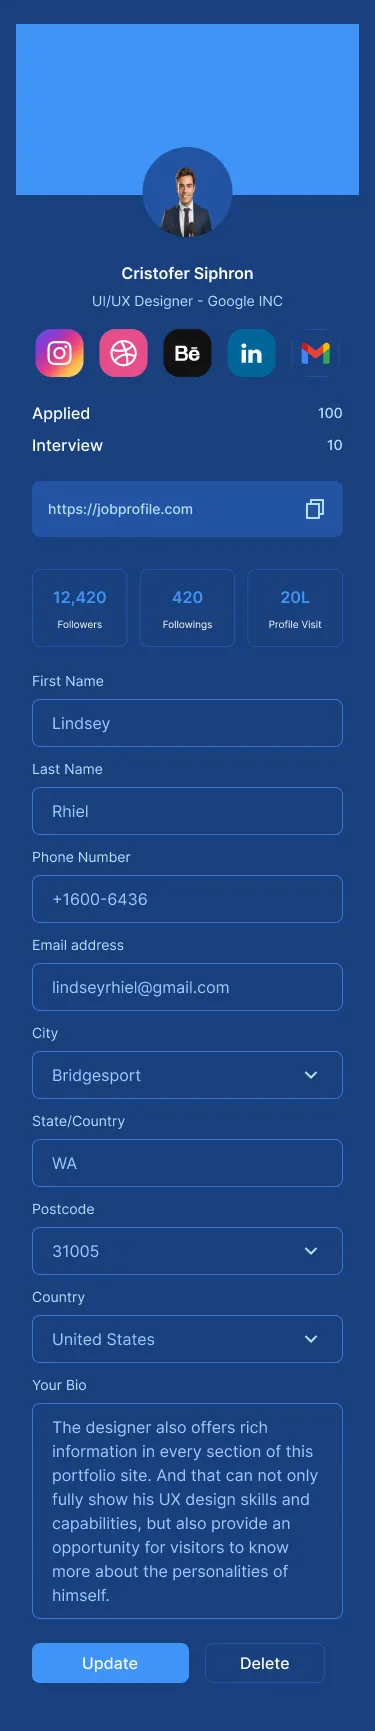 Cristofer Siphron
UI/UX Designer - Google INC
Bē
in
Applied 100
Interview 10
https://jobprofile.com
12,420 420 20L
Followers Followings Profile Visit
First Name
Lindsey
Last Name
Rhiel
Phone Number
+1600-6436
Email address
lindseyrhiel@gmail.com
City
Bridgesport
State/Country
WA
Postcode
31005
Country
United States
Your Bio
The designer also offers rich
information in every section of this
portfolio site. And that can not only
fully show his UX design skills and
capabilities, but also provide an
opportunity for visitors to know
more about the personalities of
himself.
Update Delete